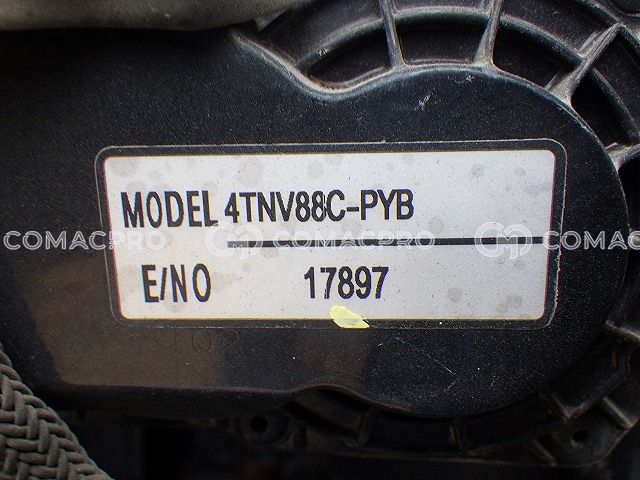 MODEL 4TNV88C-PYB
COMACPRO COMACPRO COMACPRO
E/NO 17897